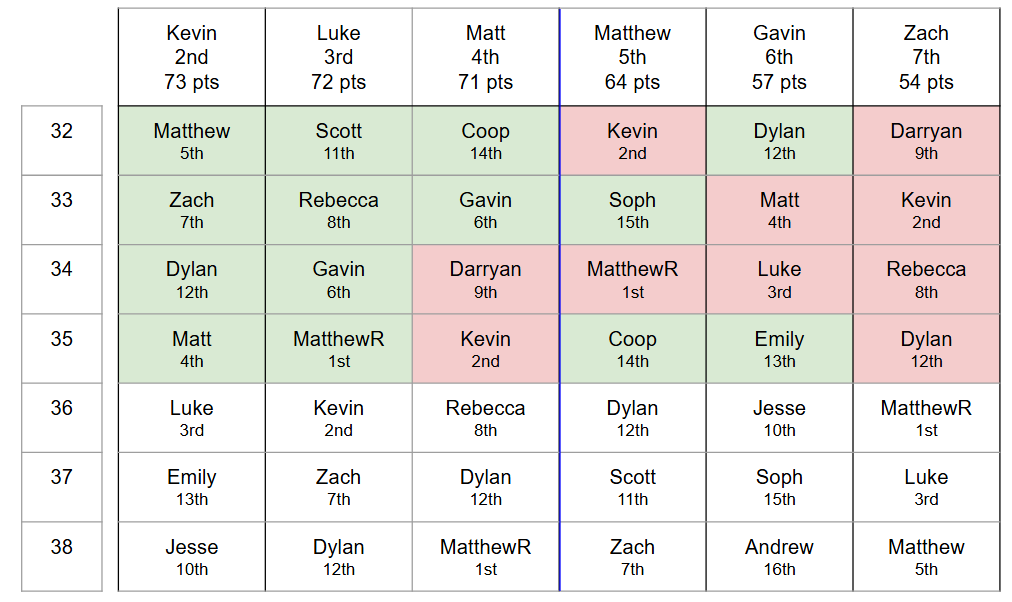 Kevin Luke Matt Matthew Gavin Zach
2nd 3rd 4th 5th 6th 7th
73 pts 72 pts 71 pts 64 pts 57 pts 54 pts
32 Matthew Scott Coop Kevin Dylan Darryan
5th 11th 14th 2nd 12th 9th
33 Zach Rebecca Gavin Soph Matt Kevin
7th 8th 6th 15th 4th 2nd
34 Dylan Gavin Darryan MatthewR Luke Rebecca
12th 6th 9th 1st 3rd 8th
35 Matt MatthewR Kevin Coop Emily Dylan
4th 1st 2nd 14th 13th 12th
36 Luke Kevin Rebecca Dylan Jesse MatthewR
3rd 2nd 8th 12th 10th 1st
37 Emily Zach Dylan Scott Soph Luke
13th 7th 12th 11th 15th 3rd
38 Jesse Dylan MatthewR Zach Andrew Matthew
10th 12th 1st 7th 16th 5th